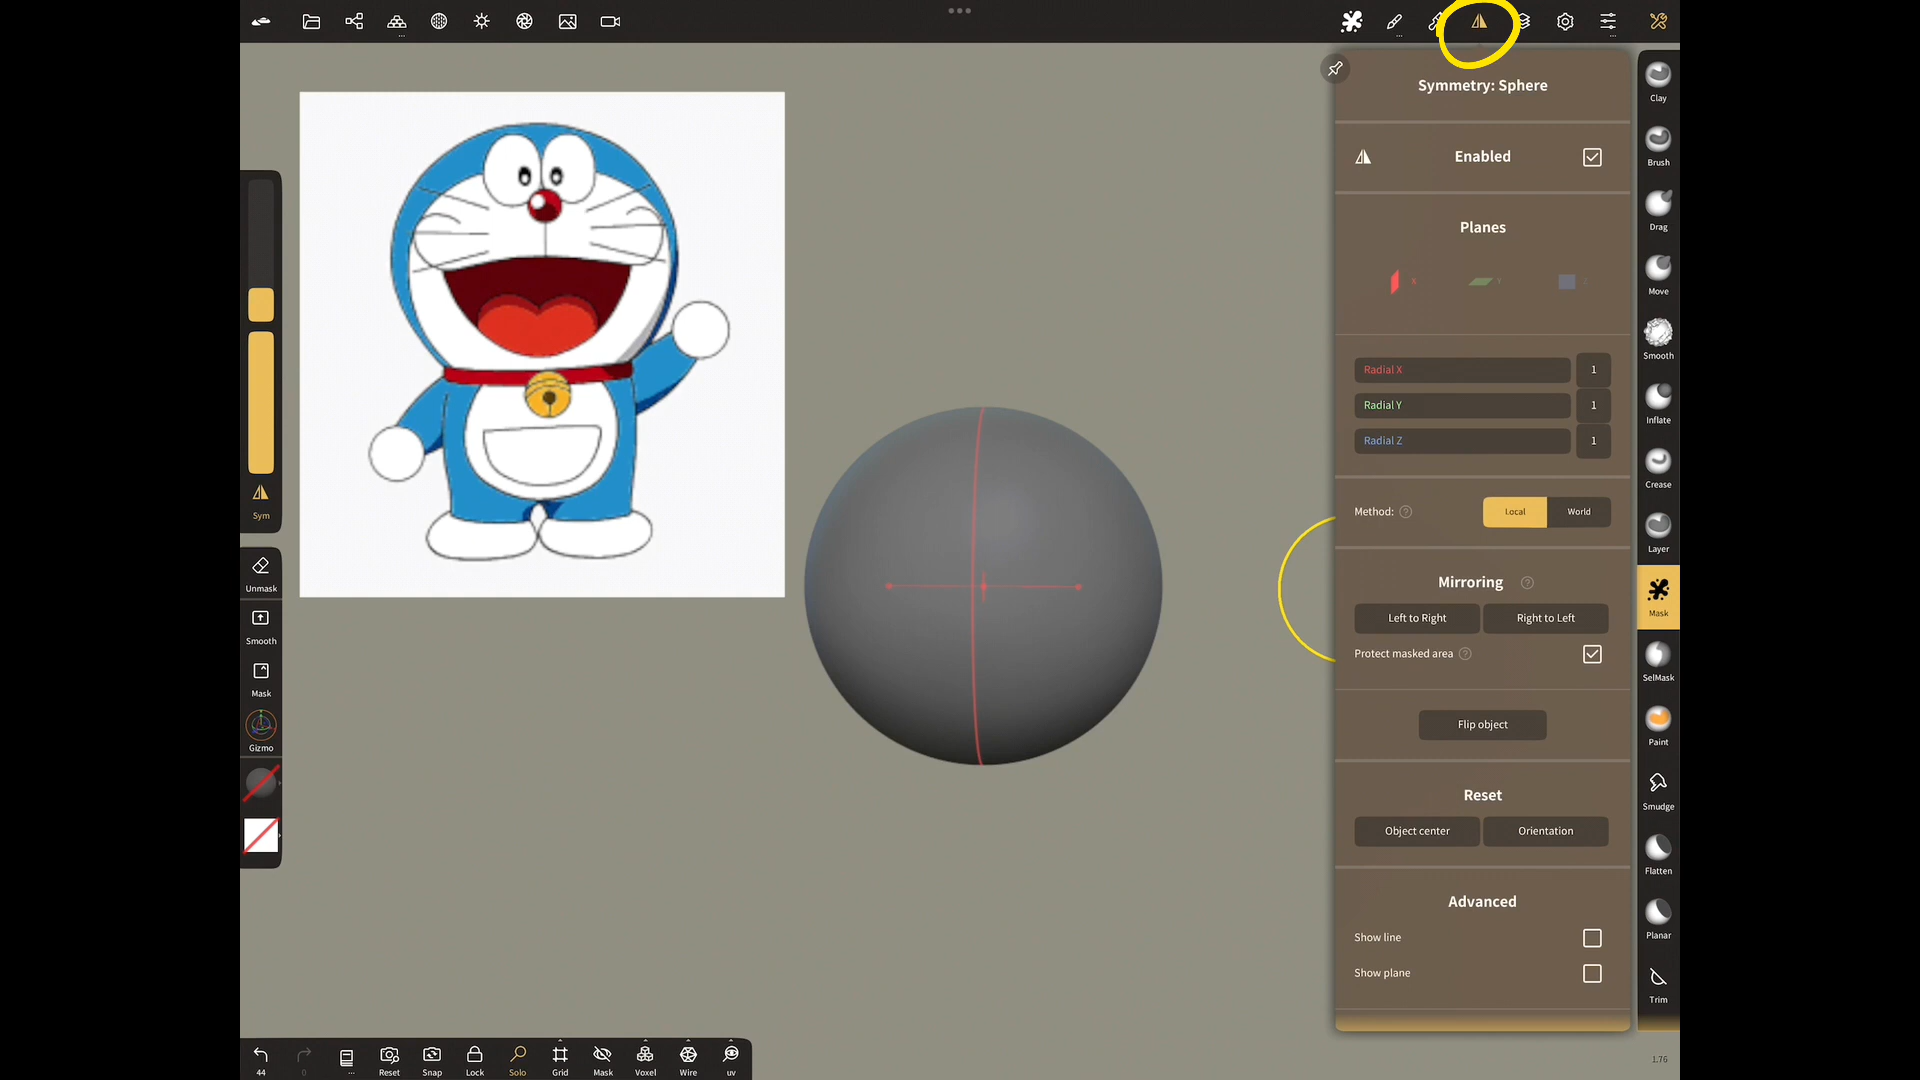 Symmetry: Sphere
Enabled
Planes
X
Y
Radial X 1
Radial Y 1
Radial Z 1
Method: ? Local World
Mirroring ?
Left to Right Right to Left
Protect masked area ?
Flip object
Reset
Object center Orientation
Advanced
Show line
Show plane
Clay
Brush
Drag
Move
Smooth
Inflate
Crease
Layer
Mask
SelMask
Paint
Smudge
Flatten
Planar
Trim
Sym
Unmask
Smooth
Mask
Gizmo
44 0 ... Reset Snap Lock Solo Grid Mask Voxel Wire uv
1.76